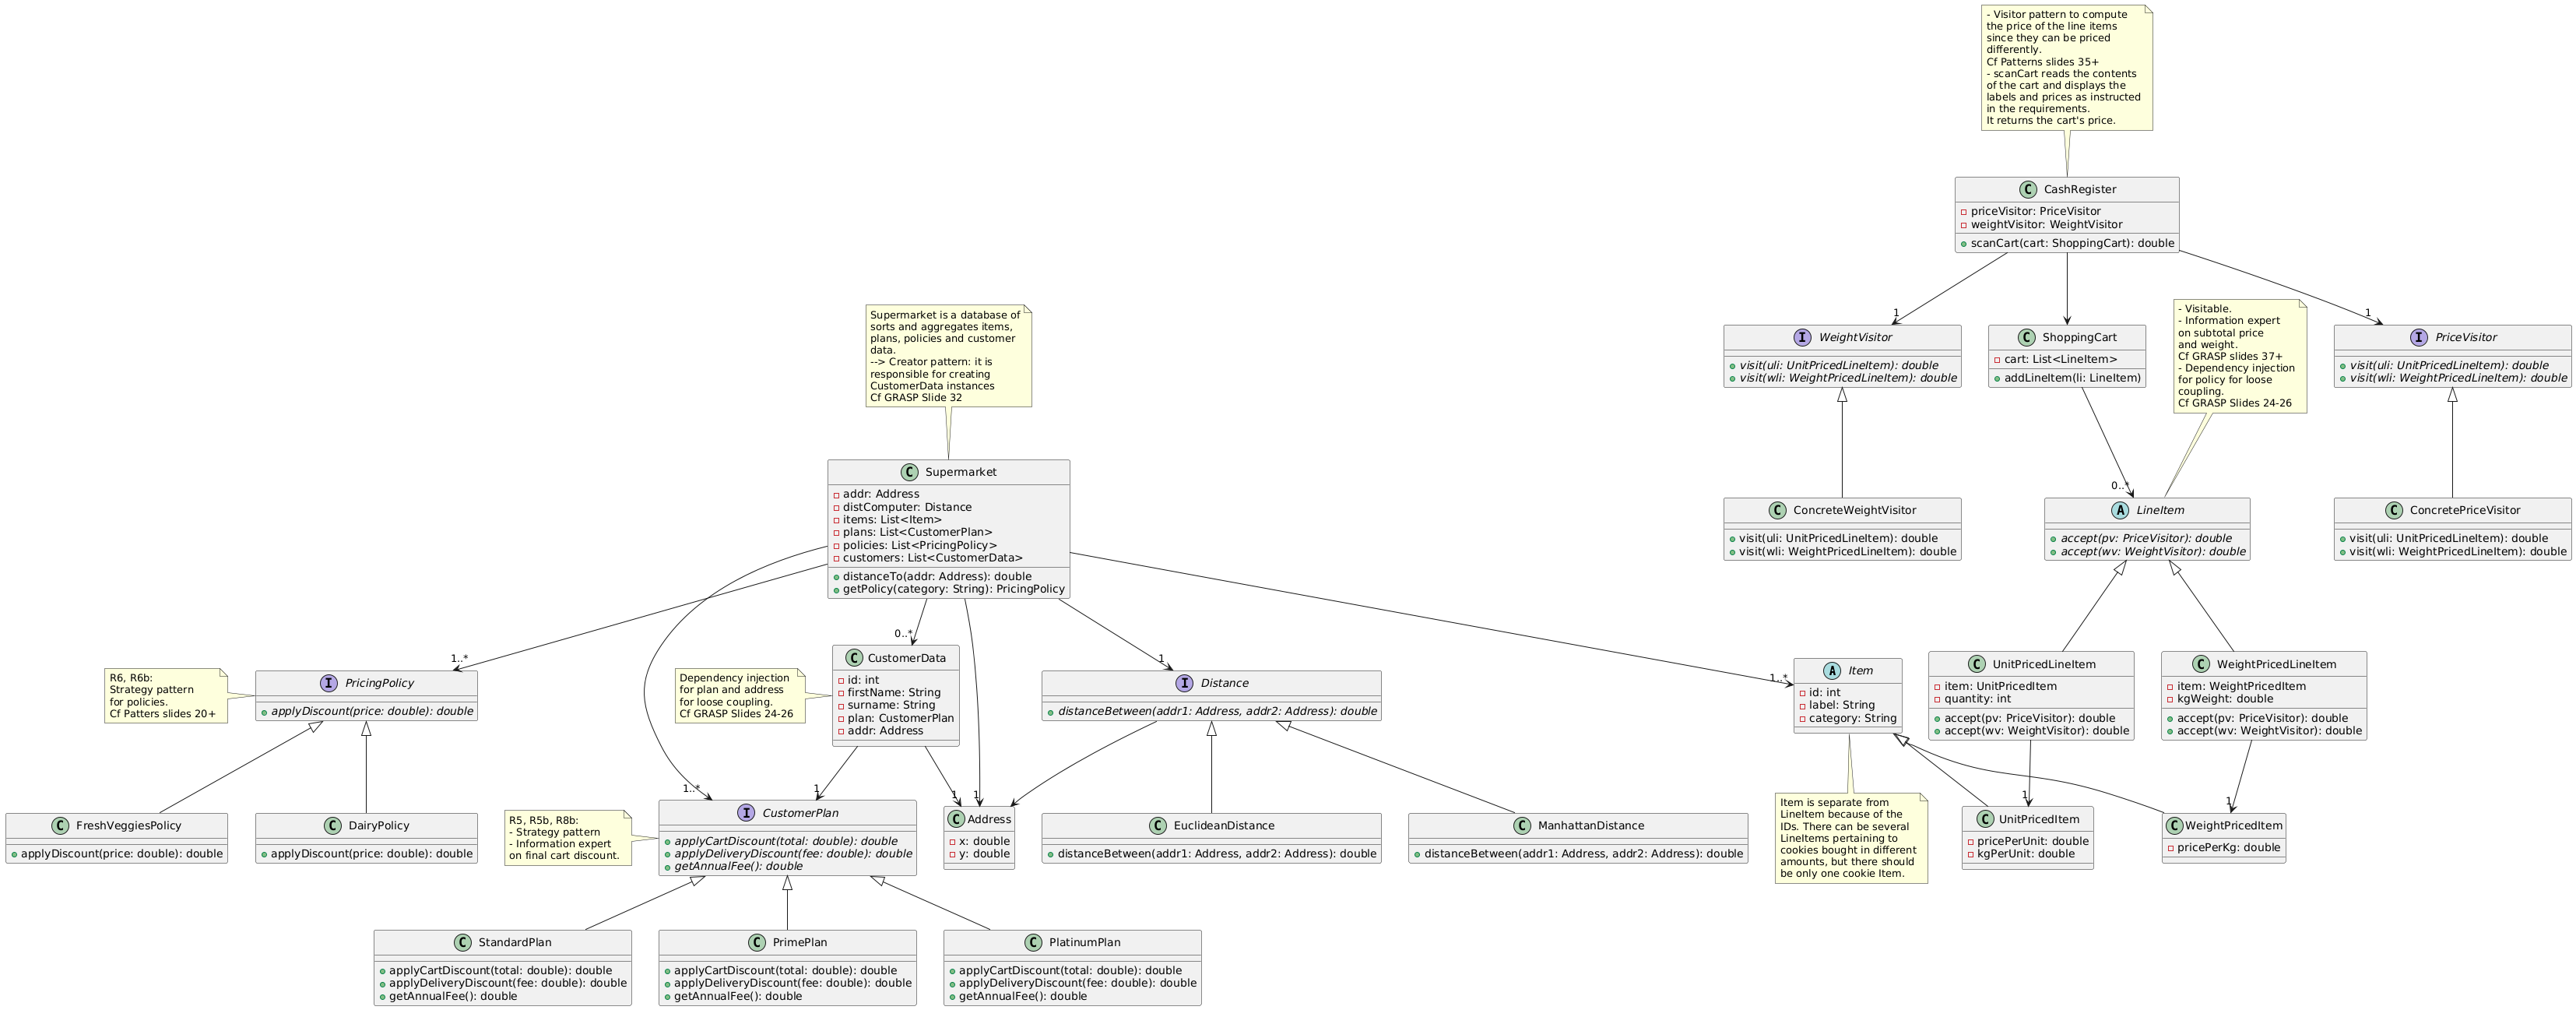 - Visitor pattern to compute
the price of the line items
since they can be priced
differently.
Cf Patterns slides 35+
- scanCart reads the contents
of the cart and displays the
labels and prices as instructed
in the requirements.
It returns the cart's price.
C CashRegister
priceVisitor: PriceVisitor
weightVisitor: WeightVisitor
scanCart(cart: ShoppingCart): double
Supermarket is a database of
sorts and aggregates items,
plans, policies and customer
data.
--> Creator pattern: it is
responsible for creating
CustomerData instances
Cf GRASP Slide 32
1
1
I WeightVisitor
visit(uli: UnitPricedLineItem): double
visit(wli: WeightPricedLineItem): double
C ShoppingCart
cart: List<LineItem>
addLineItem(li: LineItem)
- Visitable.
- Information expert
on subtotal price
and weight.
Cf GRASP slides 37+
- Dependency injection
for policy for loose
coupling.
Cf GRASP Slides 24-26
I PriceVisitor
visit(uli: UnitPricedLineItem): double
visit(wli: WeightPricedLineItem): double
C Supermarket
addr: Address
distComputer: Distance
items: List<Item>
plans: List<CustomerPlan>
policies: List<PricingPolicy>
customers: List<CustomerData>
distanceTo(addr: Address): double
getPolicy(category: String): PricingPolicy
C ConcreteWeightVisitor
visit(uli: UnitPricedLineItem): double
visit(wli: WeightPricedLineItem): double
0..*
A LineItem
accept(pv: PriceVisitor): double
accept(wv: WeightVisitor): double
C ConcretePriceVisitor
visit(uli: UnitPricedLineItem): double
visit(wli: WeightPricedLineItem): double
R6, R6b:
Strategy pattern
for policies.
Cf Patters slides 20+
1..*
I PricingPolicy
applyDiscount(price: double): double
Dependency injection
for plan and address
for loose coupling.
Cf GRASP Slides 24-26
0..*
C CustomerData
id: int
firstName: String
surname: String
plan: CustomerPlan
addr: Address
1
I Distance
distanceBetween(addr1: Address, addr2: Address): double
1..*
A Item
id: int
label: String
category: String
C UnitPricedLineItem
item: UnitPricedItem
quantity: int
accept(pv: PriceVisitor): double
accept(wv: WeightVisitor): double
C WeightPricedLineItem
item: WeightPricedItem
kgWeight: double
accept(pv: PriceVisitor): double
accept(wv: WeightVisitor): double
C FreshVeggiesPolicy
applyDiscount(price: double): double
C DairyPolicy
applyDiscount(price: double): double
R5, R5b, R8b:
- Strategy pattern
- Information expert
on final cart discount.
1..*
1
I CustomerPlan
applyCartDiscount(total: double): double
applyDeliveryDiscount(fee: double): double
getAnnualFee(): double
1
1
C Address
x: double
y: double
C EuclideanDistance
distanceBetween(addr1: Address, addr2: Address): double
C ManhattanDistance
distanceBetween(addr1: Address, addr2: Address): double
Item is separate from
LineItem because of the
IDs. There can be several
LineItems pertaining to
cookies bought in different
amounts, but there should
be only one cookie Item.
1
C UnitPricedItem
pricePerUnit: double
kgPerUnit: double
1
C WeightPricedItem
pricePerKg: double
C StandardPlan
applyCartDiscount(total: double): double
applyDeliveryDiscount(fee: double): double
getAnnualFee(): double
C PrimePlan
applyCartDiscount(total: double): double
applyDeliveryDiscount(fee: double): double
getAnnualFee(): double
C PlatinumPlan
applyCartDiscount(total: double): double
applyDeliveryDiscount(fee: double): double
getAnnualFee(): double